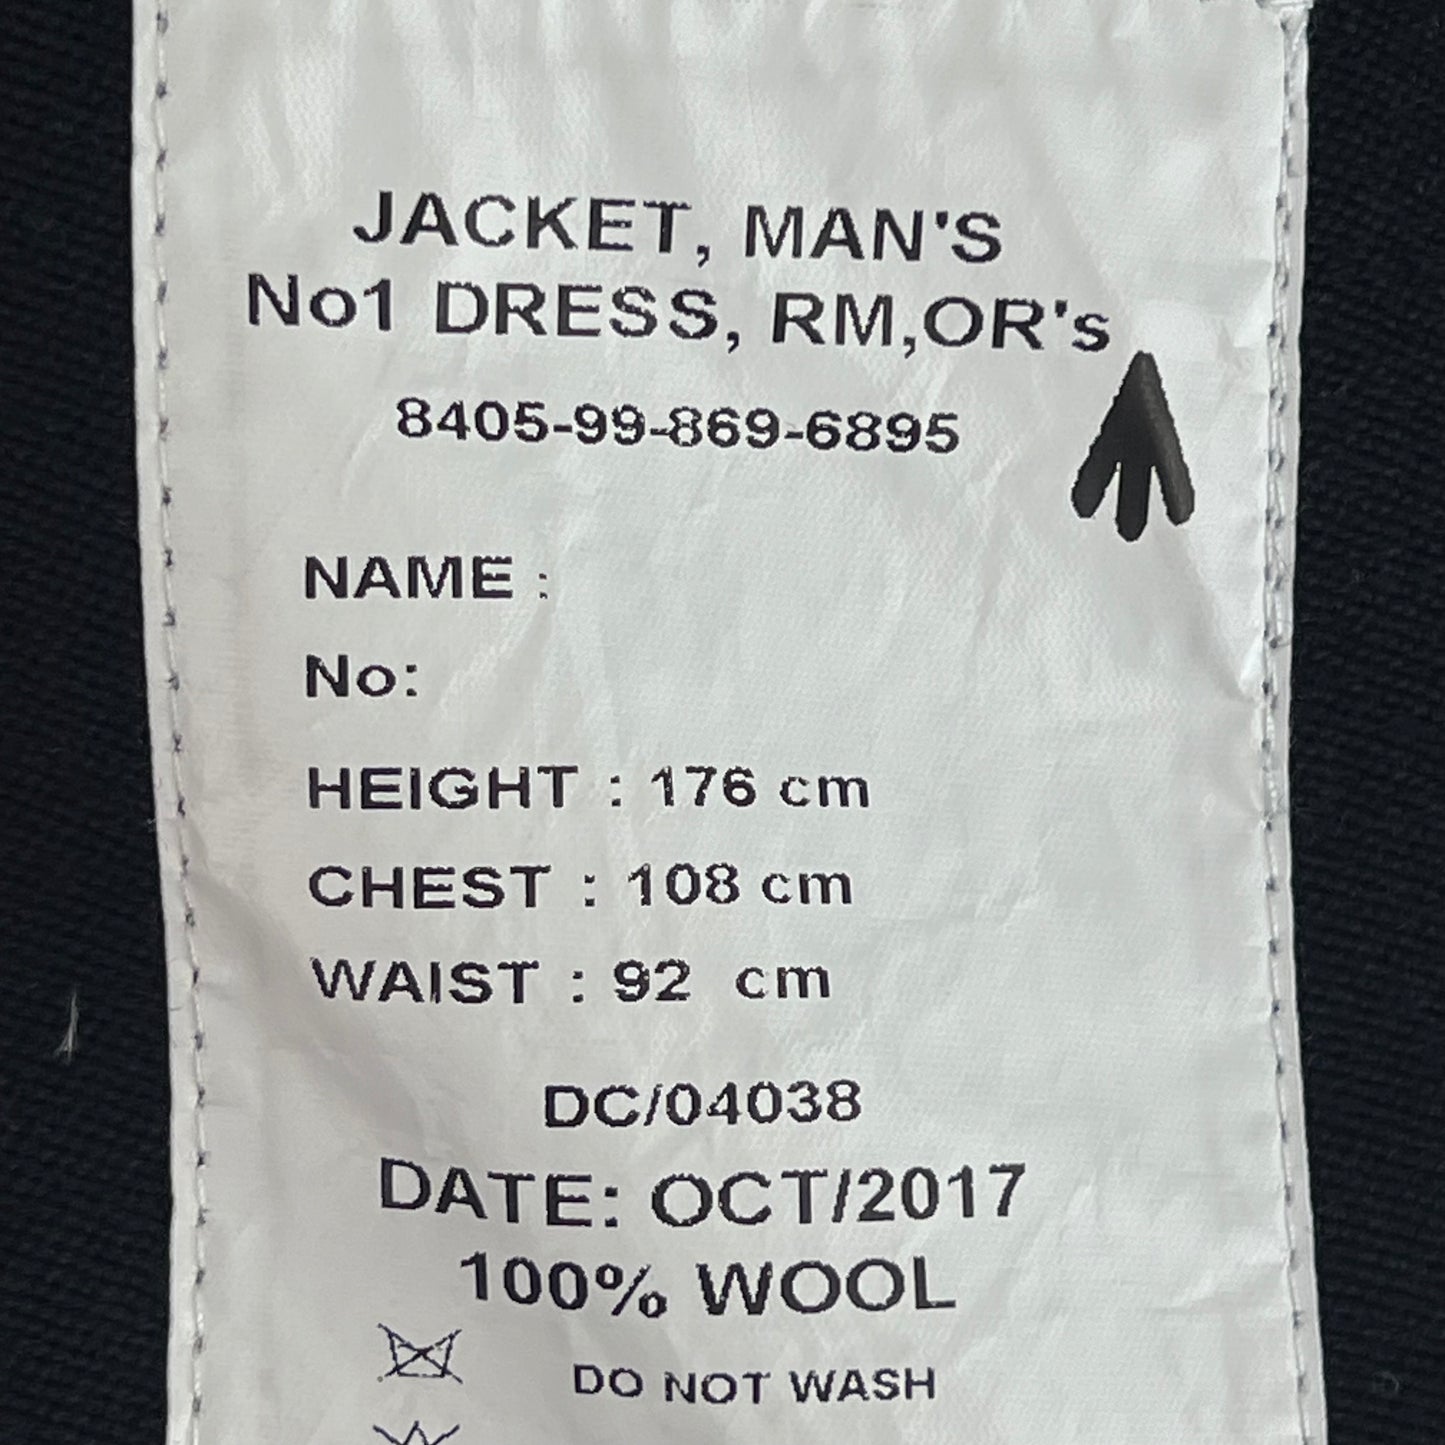 JACKET, MAN'S
No1 DRESS, RM,OR's
8405-99-869-6895
NAME :
No:
HEIGHT : 176 cm
CHEST : 108 cm
WAIST : 92 cm
DC/04038
DATE: OCT/2017
100% WOOL
DO NOT WASH